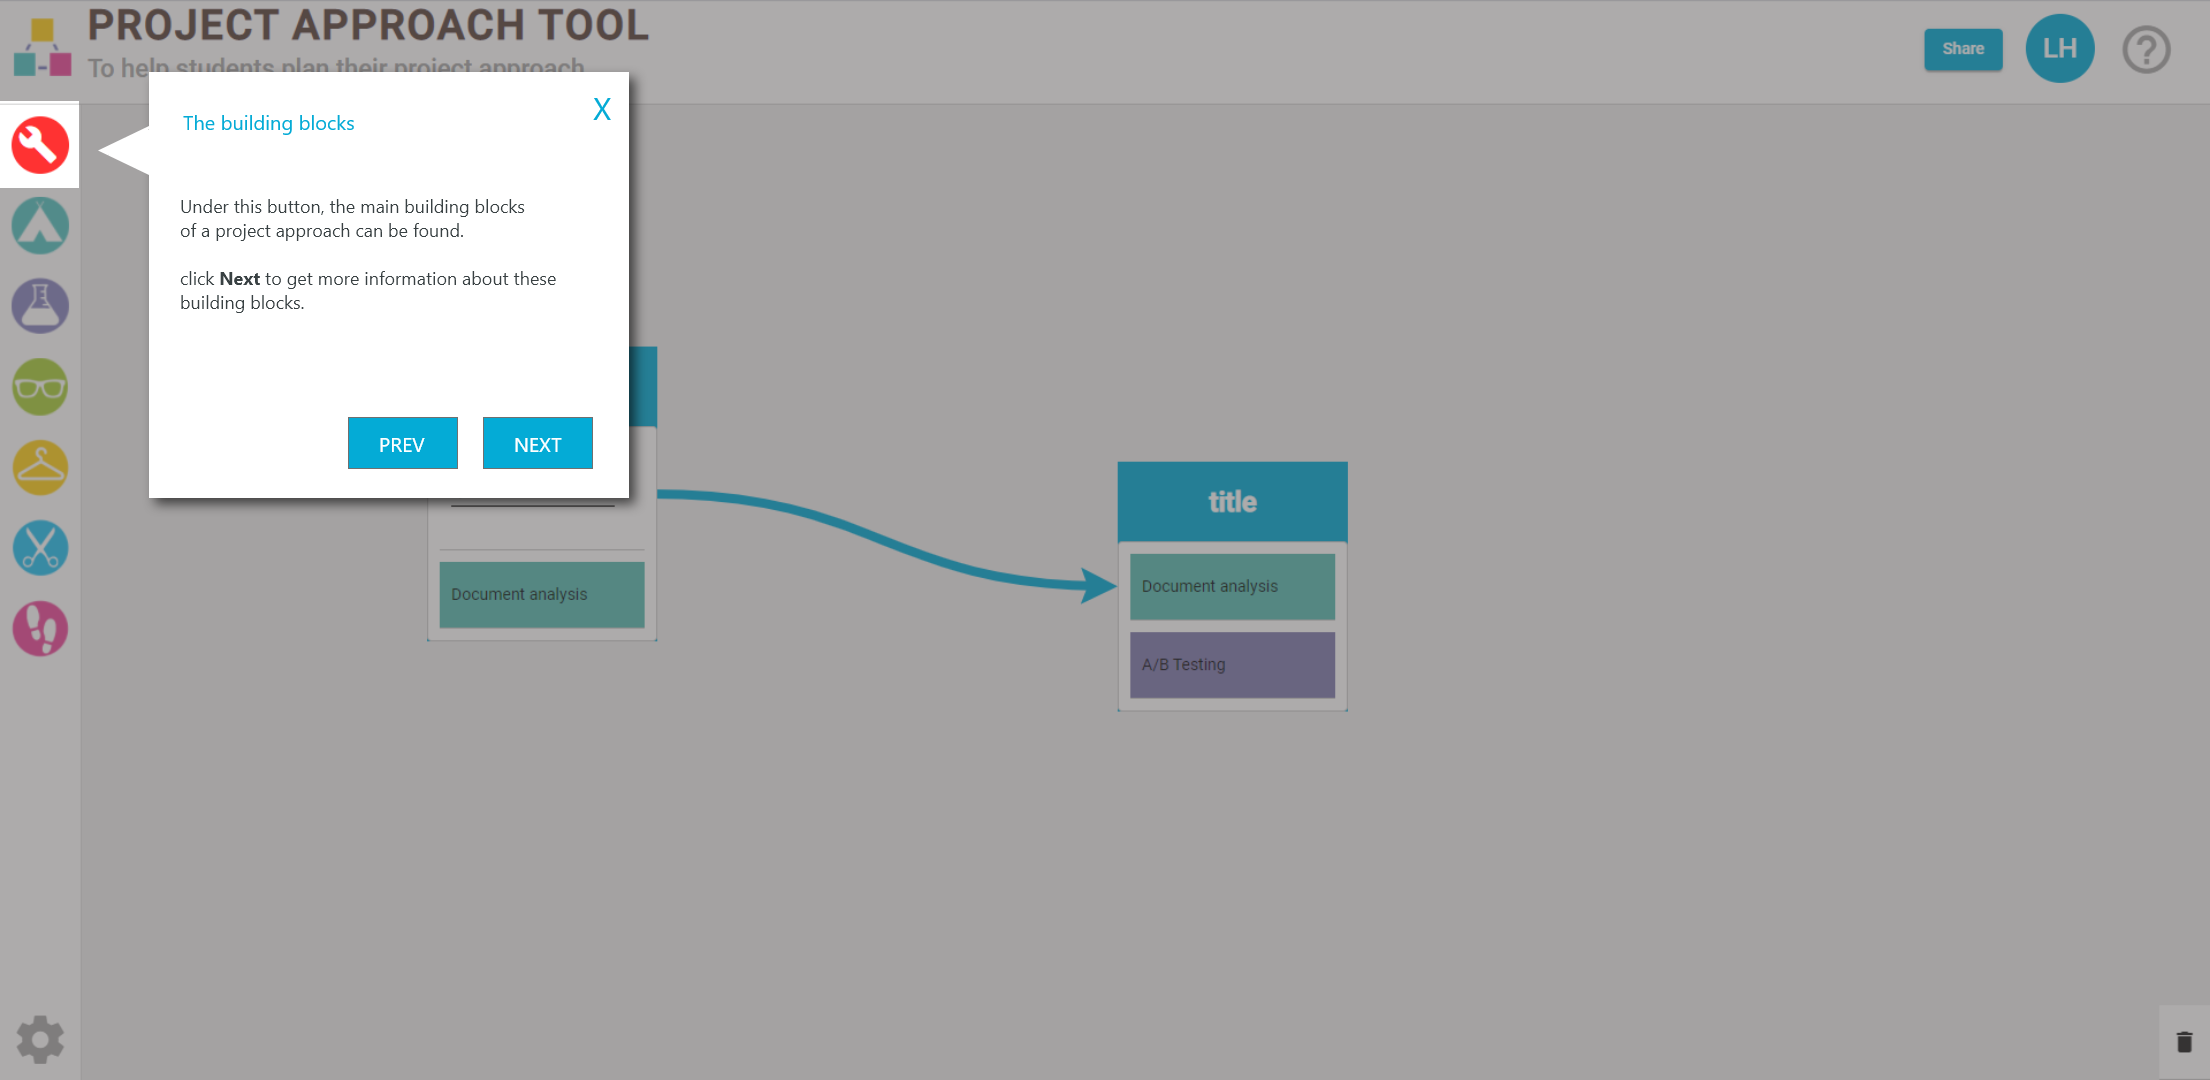 PROJECT APPROACH TOOL
To help students plan their project approach
Share
LH
The building blocks
X
Under this button, the main building blocks
of a project approach can be found.
click Next to get more information about these
building blocks.
PREV
NEXT
Document analysis
title
Document analysis
A/B Testing